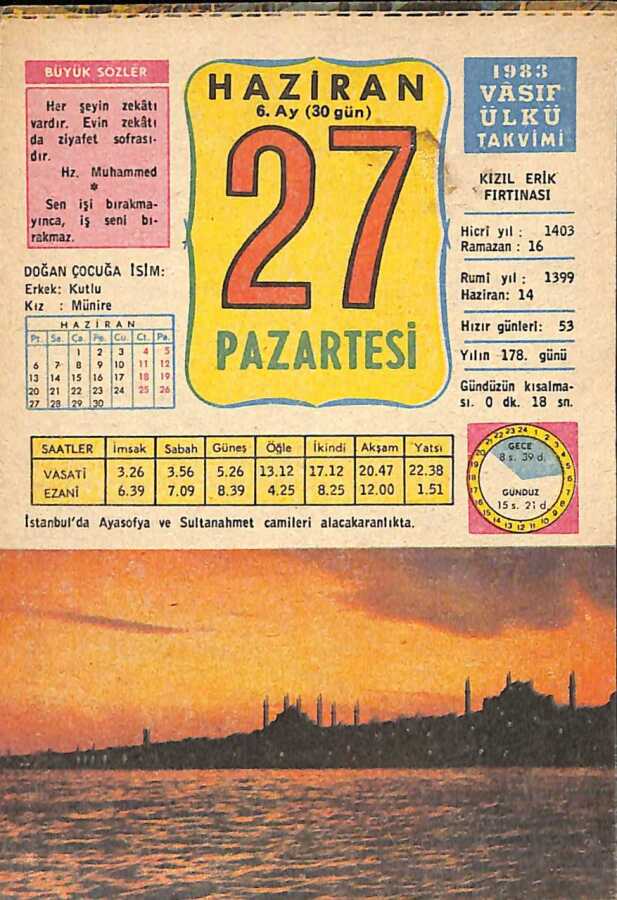 BÜYÜK SÖZLER
Her şeyin zekâtı
vardır. Evin zekâtı
da ziyafet sofrası-
dır.
Hz. Muhammed
*
Sen işi bırakma-
yınca, iş seni bı-
rakmaz.
DOĞAN ÇOCUĞA İSİM:
Erkek: Kutlu
Kız : Münire
HAZİRAN
Pt. Sa. Ça. Pe. Cu. Ct. Pa.
1 2 3 4 5
6 7 8 9 10 11 12
13 14 15 16 17 18 19
20 21 22 23 24 25 26
27 28 29 30
HAZİRAN
6. Ay (30 gün)
27
PAZARTESİ
1983
VÂSIF
ÜLKÜ
TAKVİMİ
KIZIL ERİK
FIRTINASI
Hicrî yıl : 1403
Ramazan : 16
Rumî yıl : 1399
Haziran: 14
Hızır günleri: 53
Yılın 178. günü
Gündüzün kısalma-
sı. 0 dk. 18 sn.
SAATLER İmsak Sabah Güneş Öğle İkindi Akşam Yatsı
VASATİ 3.26 3.56 5.26 13.12 17.12 20.47 22.38
EZANİ 6.39 7.09 8.39 4.25 8.25 12.00 1.51
GECE
8 s. 39 d.
GÜNDÜZ
15 s. 21 d.
İstanbul'da Ayasofya ve Sultanahmet camileri alacakaranlıkta.